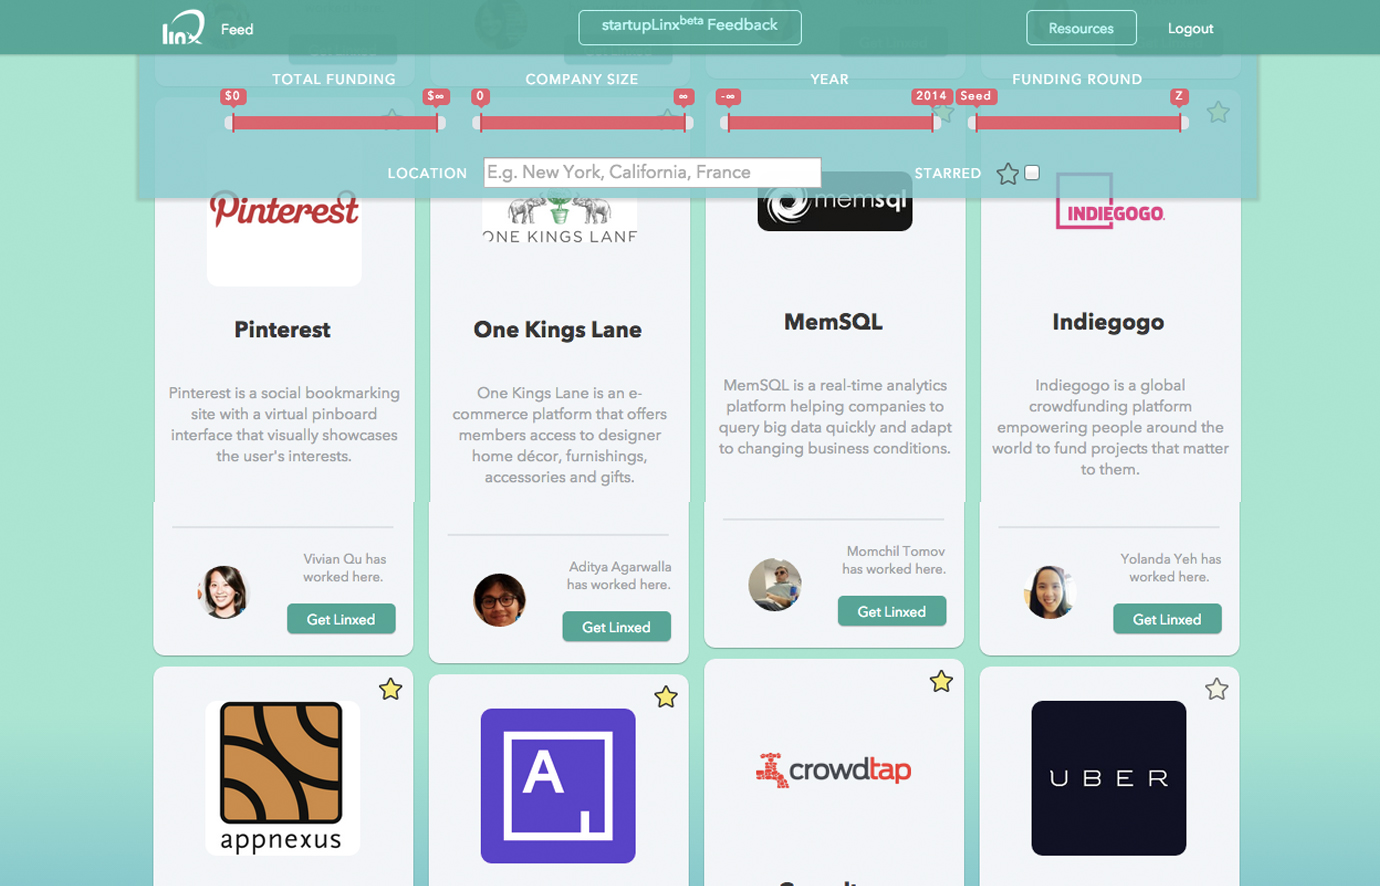 linX
Feed
startupLinxbeta Feedback
Resources
Logout
TOTAL FUNDING
COMPANY SIZE
YEAR
FUNDING ROUND
$0
$∞
0
∞
-∞
2014
Seed
Z
LOCATION
E.g. New York, California, France
STARRED
Pinterest
ONE KINGS LANE
memsql
INDIEGOGO.
Pinterest
Pinterest is a social bookmarking
site with a virtual pinboard
interface that visually showcases
the user's interests.
Vivian Qu has
worked here.
Get Linxed
One Kings Lane
One Kings Lane is an e-
commerce platform that offers
members access to designer
home décor, furnishings,
accessories and gifts.
Aditya Agarwalla
has worked here.
Get Linxed
MemSQL
MemSQL is a real-time analytics
platform helping companies to
query big data quickly and adapt
to changing business conditions.
Momchil Tomov
has worked here.
Get Linxed
Indiegogo
Indiegogo is a global
crowdfunding platform
empowering people around the
world to fund projects that matter
to them.
Yolanda Yeh has
worked here.
Get Linxed
appnexus
A
crowdtap
UBER